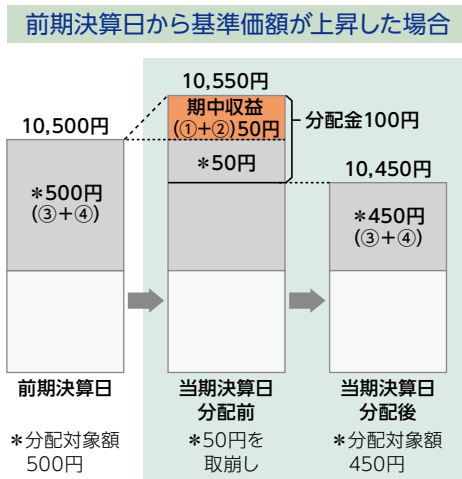 前期決算日から基準価額が上昇した場合
10,550円
期中収益
(①+②)50円
分配金100円
10,500円
*50円
10,450円
*500円
(③+④)
*450円
(③+④)
前期決算日
当期決算日
分配前
当期決算日
分配後
*分配対象額
500円
*50円を
取崩し
*分配対象額
450円